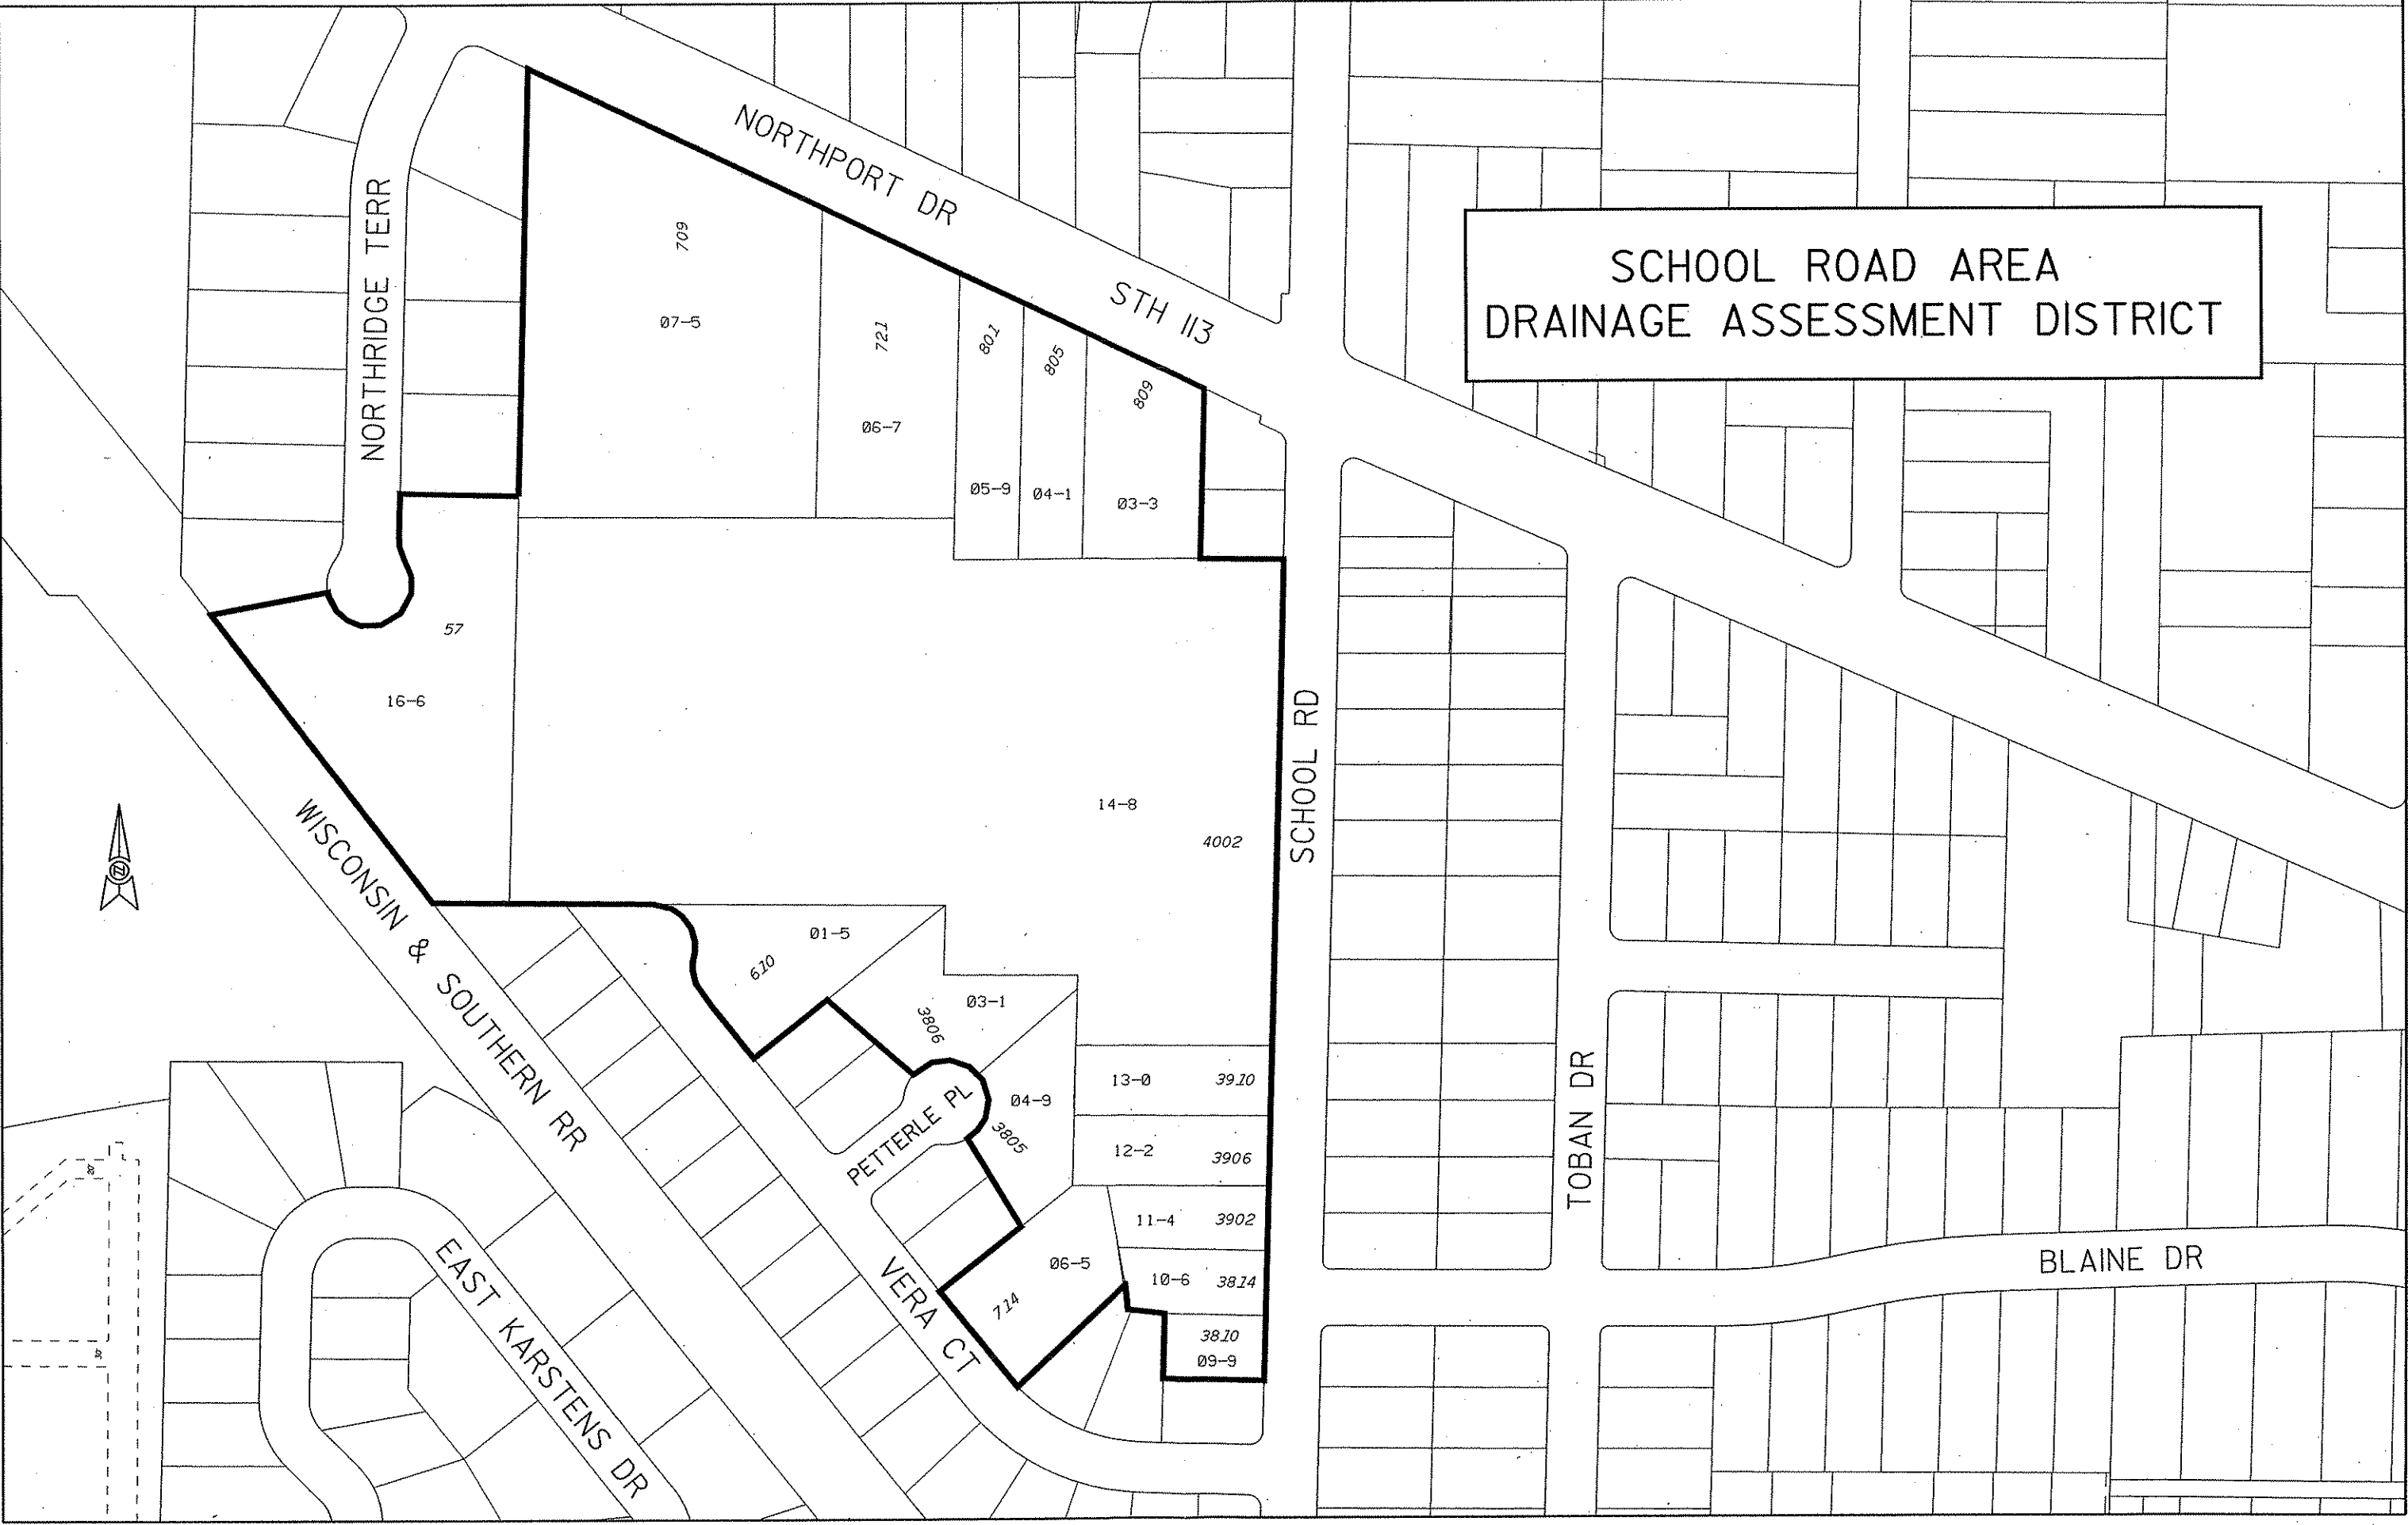 NORTHPORT DR
STH 113
NORTHRIDGE TERR
SCHOOL ROAD AREA
DRAINAGE ASSESSMENT DISTRICT
709
07-5
721
06-7
801
05-9
805
04-1
809
03-3
57
16-6
14-8
4002
SCHOOL RD
WISCONSIN & SOUTHERN RR
N
01-5
610
03-1
3806
04-9
3805
PETTERLE PL
13-0 3910
12-2 3906
11-4 3902
10-6 3814
3810
09-9
06-5
714
VERA CT
TOBAN DR
BLAINE DR
EAST KARSTENS DR